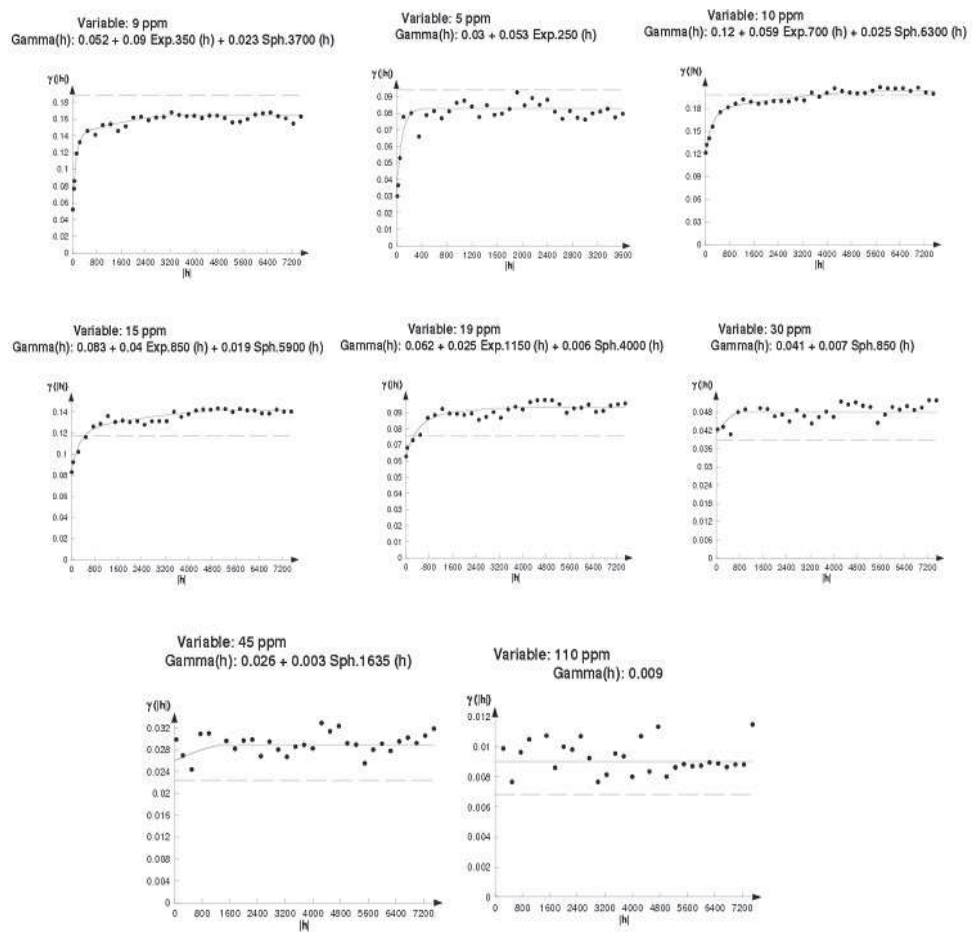 Variable: 9 ppm
Gamma(h): 0.052 + 0.09 Exp.350 (h) + 0.023 Sph.3700 (h)
γ(|h|)
0.18
0.16
0.14
0.12
0.1
0.08
0.06
0.04
0.02
0
0 800 1600 2400 3200 4000 4800 5600 6400 7200
|h|
Variable: 5 ppm
Gamma(h): 0.03 + 0.053 Exp.250 (h)
γ(|h|)
0.09
0.08
0.07
0.06
0.05
0.04
0.03
0.02
0.01
0
0 400 800 1200 1600 2000 2400 2800 3200 3600
|h|
Variable: 10 ppm
Gamma(h): 0.12 + 0.059 Exp.700 (h) + 0.025 Sph.6300 (h)
γ(|h|)
0.18
0.15
0.12
0.09
0.06
0.03
0
0 800 1600 2400 3200 4000 4800 5600 6400 7200
|h|
Variable: 15 ppm
Gamma(h): 0.083 + 0.04 Exp.850 (h) + 0.019 Sph.5900 (h)
γ(|h|)
0.14
0.12
0.1
0.08
0.06
0.04
0.02
0
0 800 1600 2400 3200 4000 4800 5600 6400 7200
|h|
Variable: 19 ppm
Gamma(h): 0.062 + 0.025 Exp.1150 (h) + 0.006 Sph.4000 (h)
γ(|h|)
0.09
0.08
0.07
0.06
0.05
0.04
0.03
0.02
0.01
0
0 800 1600 2400 3200 4000 4800 5600 6400 7200
|h|
Variable: 30 ppm
Gamma(h): 0.041 + 0.007 Sph.850 (h)
γ(|h|)
0.048
0.042
0.036
0.03
0.024
0.018
0.012
0.006
0
0 800 1600 2400 3200 4000 4800 5600 6400 7200
|h|
Variable: 45 ppm
Gamma(h): 0.026 + 0.003 Sph.1635 (h)
γ(|h|)
0.032
0.028
0.024
0.02
0.016
0.012
0.008
0.004
0
0 800 1600 2400 3200 4000 4800 5600 6400 7200
|h|
Variable: 110 ppm
Gamma(h): 0.009
γ(|h|)
0.012
0.01
0.008
0.006
0.004
0.002
0
0 800 1600 2400 3200 4000 4800 5600 6400 7200
|h|